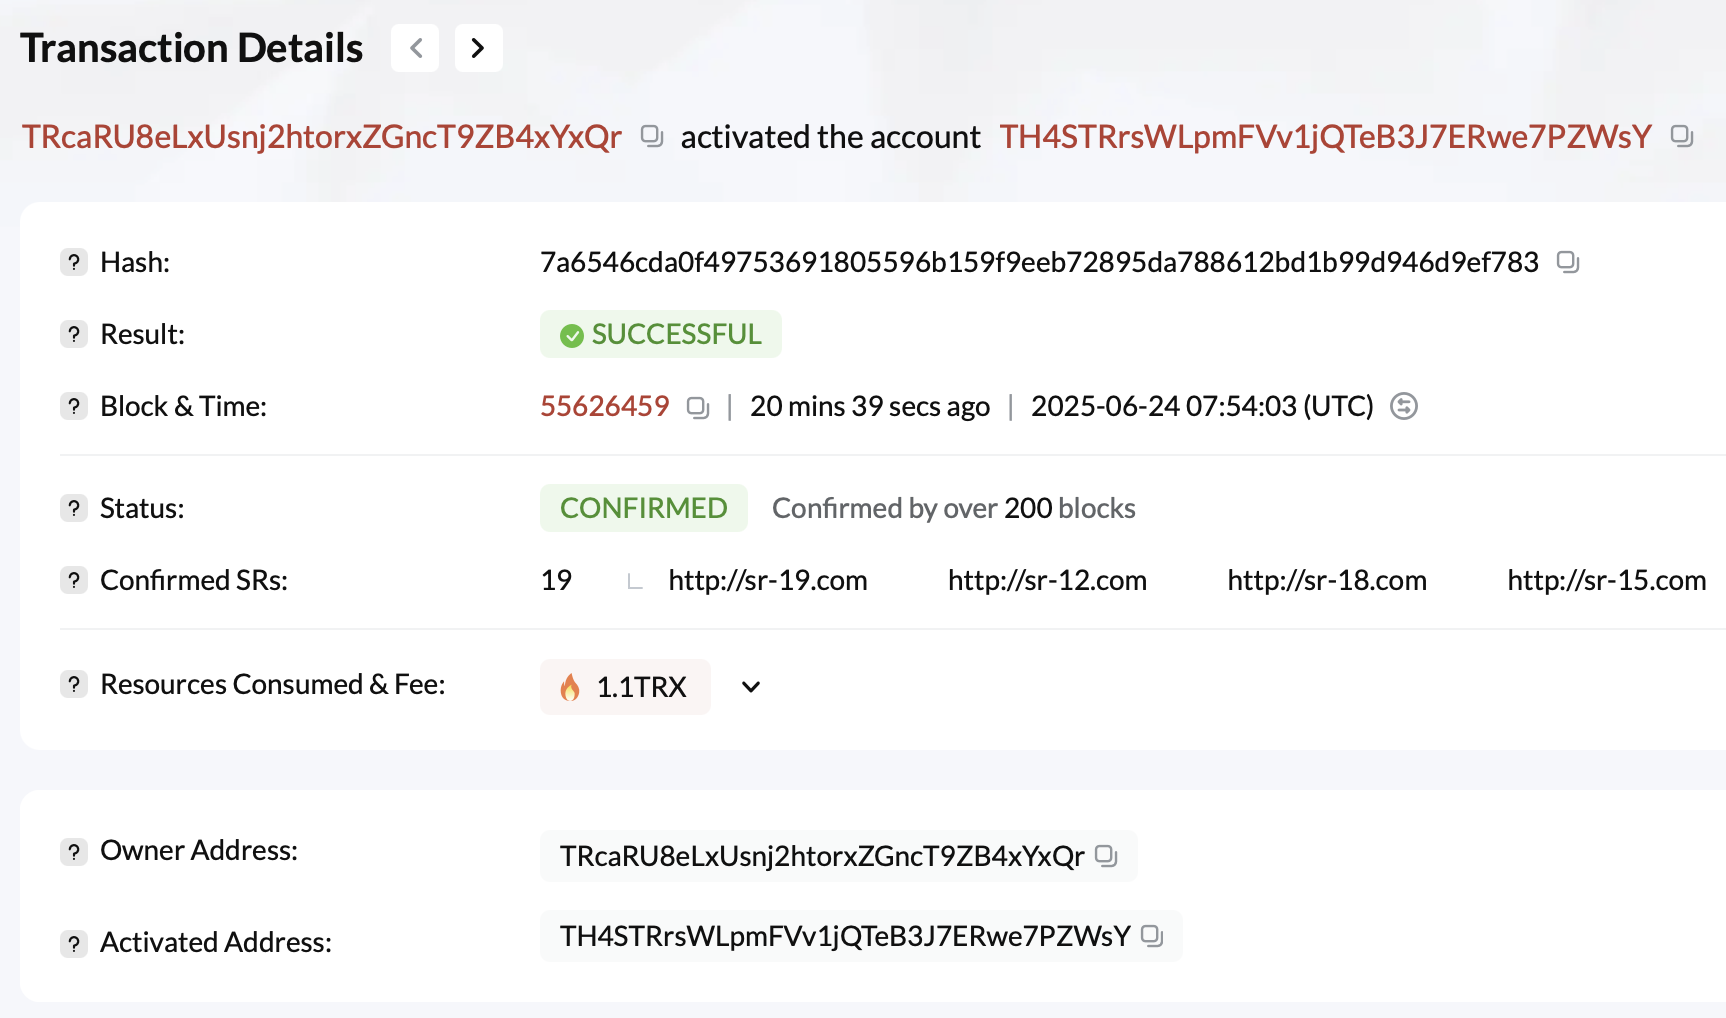 Transaction Details
TRcaRU8eLxUsnj2htorxZGncT9ZB4xYxQr activated the account TH4STRrsWLpmFVv1jQTeB3J7ERwe7PZWsY
? Hash: 7a6546cda0f49753691805596b159f9eeb72895da788612bd1b99d946d9ef783
? Result: SUCCESSFUL
? Block & Time: 55626459 | 20 mins 39 secs ago | 2025-06-24 07:54:03 (UTC)
? Status: CONFIRMED Confirmed by over 200 blocks
? Confirmed SRs: 19 http://sr-19.com http://sr-12.com http://sr-18.com http://sr-15.com
? Resources Consumed & Fee: 1.1TRX
? Owner Address: TRcaRU8eLxUsnj2htorxZGncT9ZB4xYxQr
? Activated Address: TH4STRrsWLpmFVv1jQTeB3J7ERwe7PZWsY